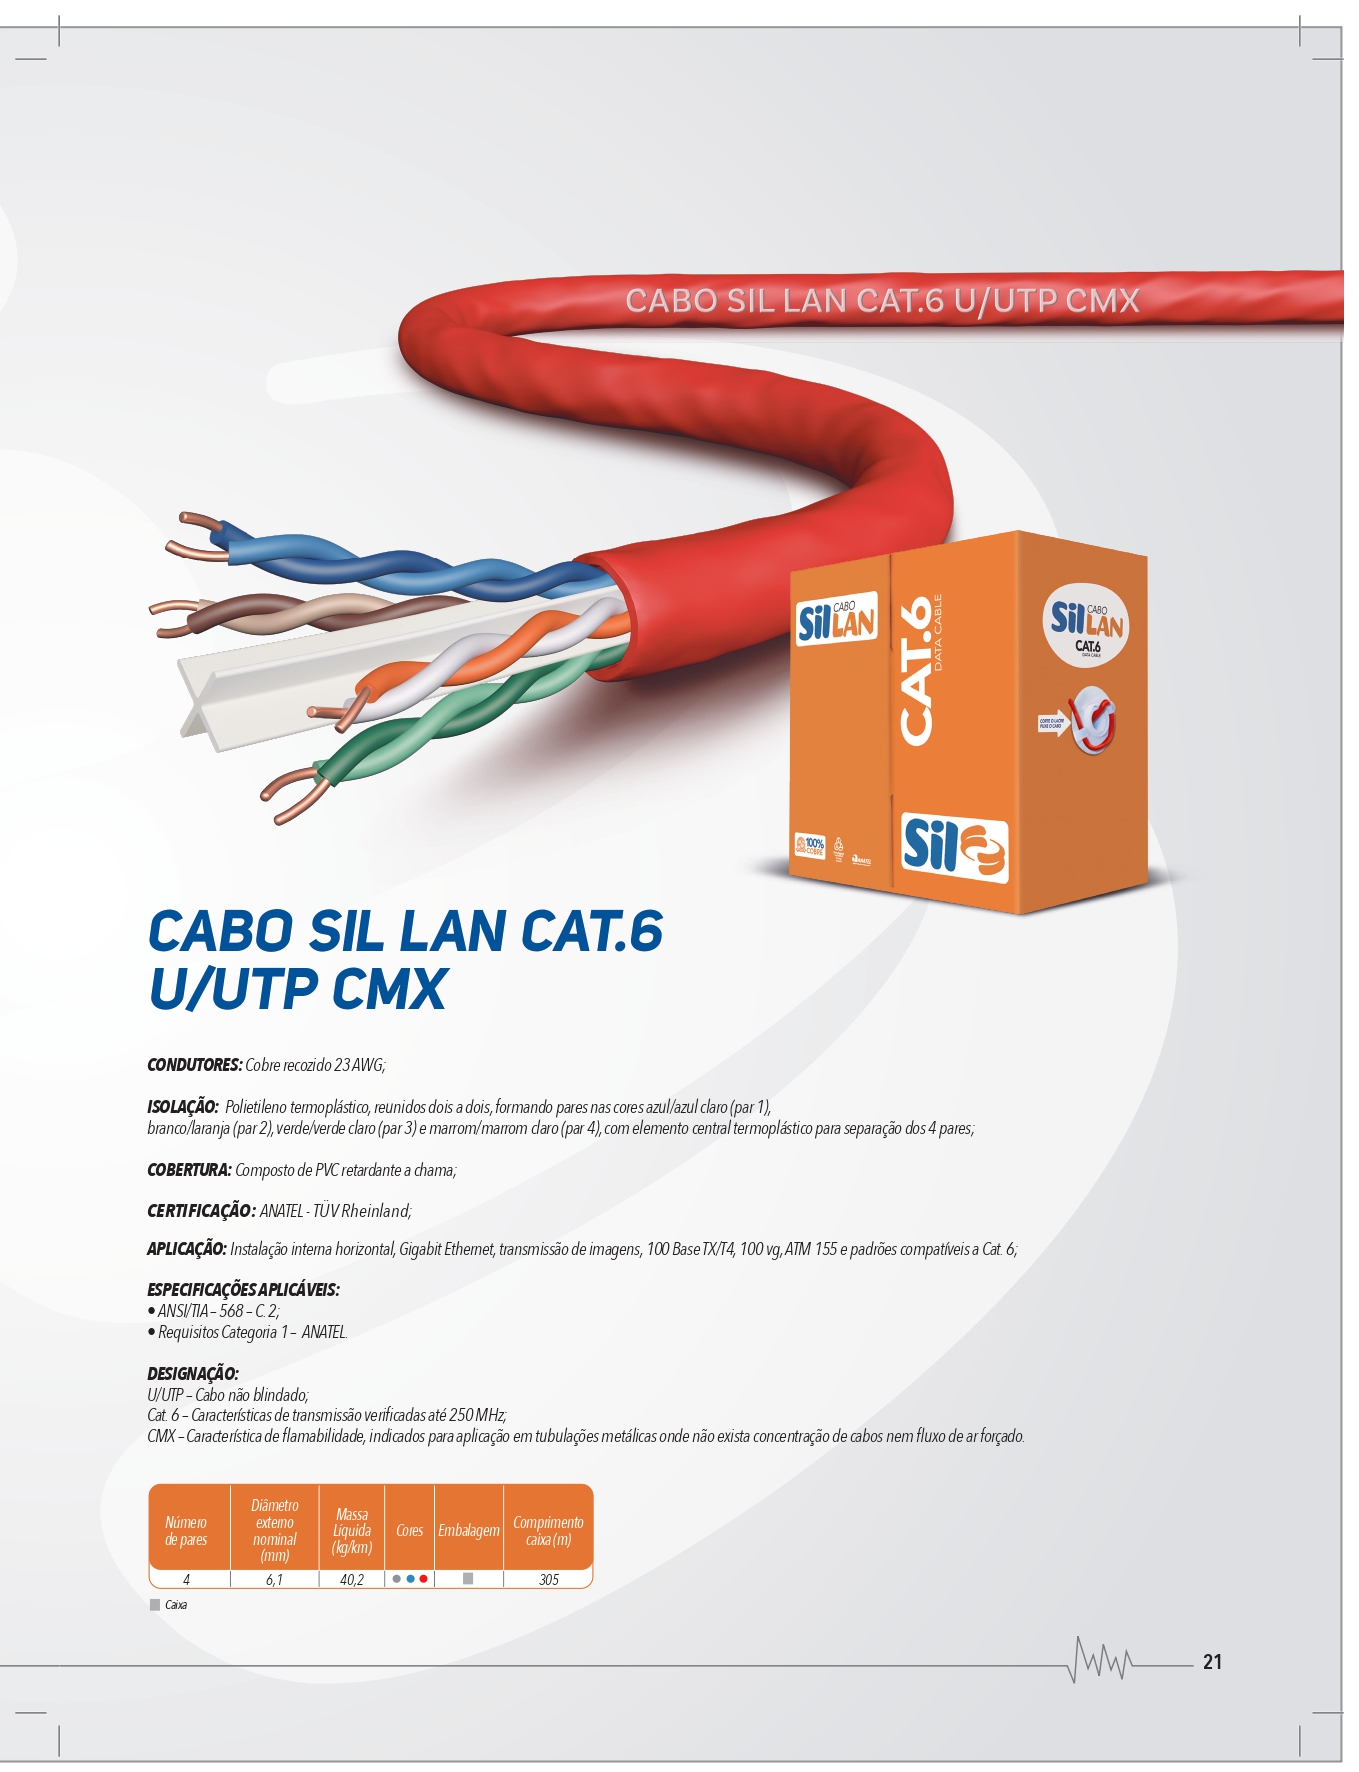 CABO SIL LAN CAT.6 U/UTP CMX
CABO
Sil LAN
CAT.6
DATA CABLE
CABO
Sil LAN
CAT.6
DATA CABLE
CORTE O LACRE
PUXE O CABO
100%
COBRE
ANATEL
Sil
CABO SIL LAN CAT.6
U/UTP CMX
CONDUTORES: Cobre recozido 23 AWG;
ISOLAÇÃO: Polietileno termoplástico, reunidos dois a dois, formando pares nas cores azul/azul claro (par 1),
branco/laranja (par 2), verde/verde claro (par 3) e marrom/marrom claro (par 4), com elemento central termoplástico para separação dos 4 pares;
COBERTURA: Composto de PVC retardante a chama;
CERTIFICAÇÃO: ANATEL - TÜV Rheinland;
APLICAÇÃO: Instalação interna horizontal, Gigabit Ethernet, transmissão de imagens, 100 Base TX/T4, 100 vg, ATM 155 e padrões compatíveis a Cat. 6;
ESPECIFICAÇÕES APLICÁVEIS:
• ANSI/TIA – 568 – C. 2;
• Requisitos Categoria 1 – ANATEL.
DESIGNAÇÃO:
U/UTP – Cabo não blindado;
Cat. 6 – Características de transmissão verificadas até 250 MHz;
CMX – Característica de flamabilidade, indicados para aplicação em tubulações metálicas onde não exista concentração de cabos nem fluxo de ar forçado.
Número de pares Diâmetro externo nominal (mm) Massa Líquida (kg/km) Cores Embalagem Comprimento caixa (m)
4 6,1 40,2 305
Caixa
21